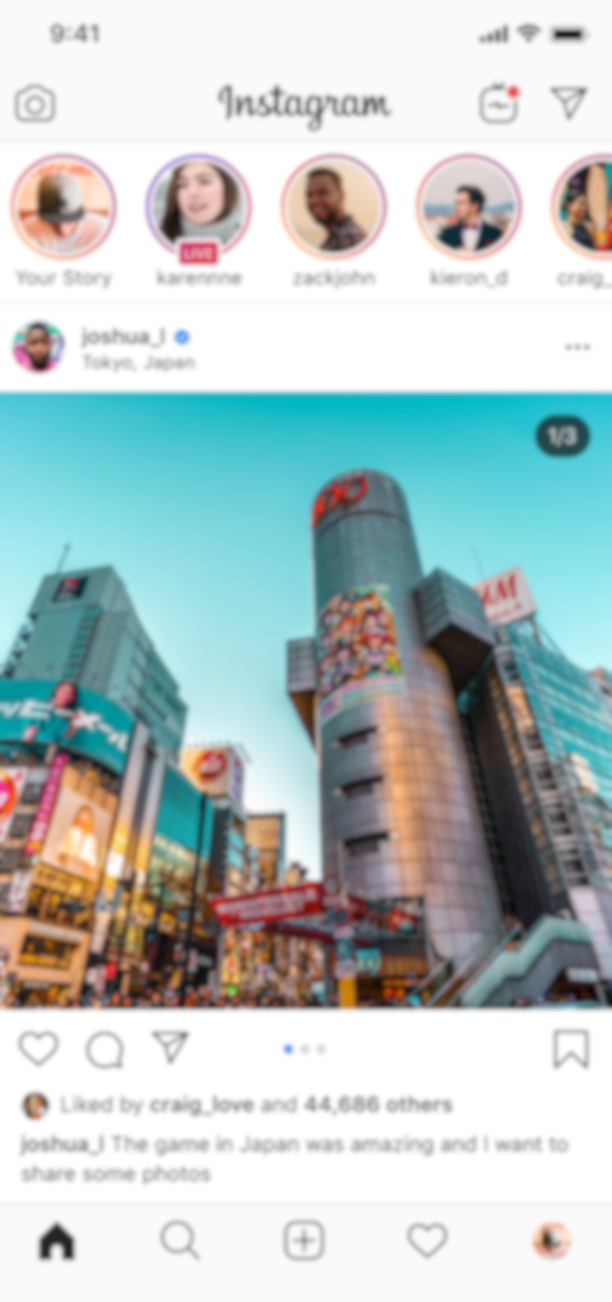 9:41
Instagram
LIVE
Your Story
karennne
zackjohn
kieron_d
craig_
joshua_l
Tokyo, Japan
1/3
Liked by craig_love and 44,686 others
joshua_l The game in Japan was amazing and I want to
share some photos